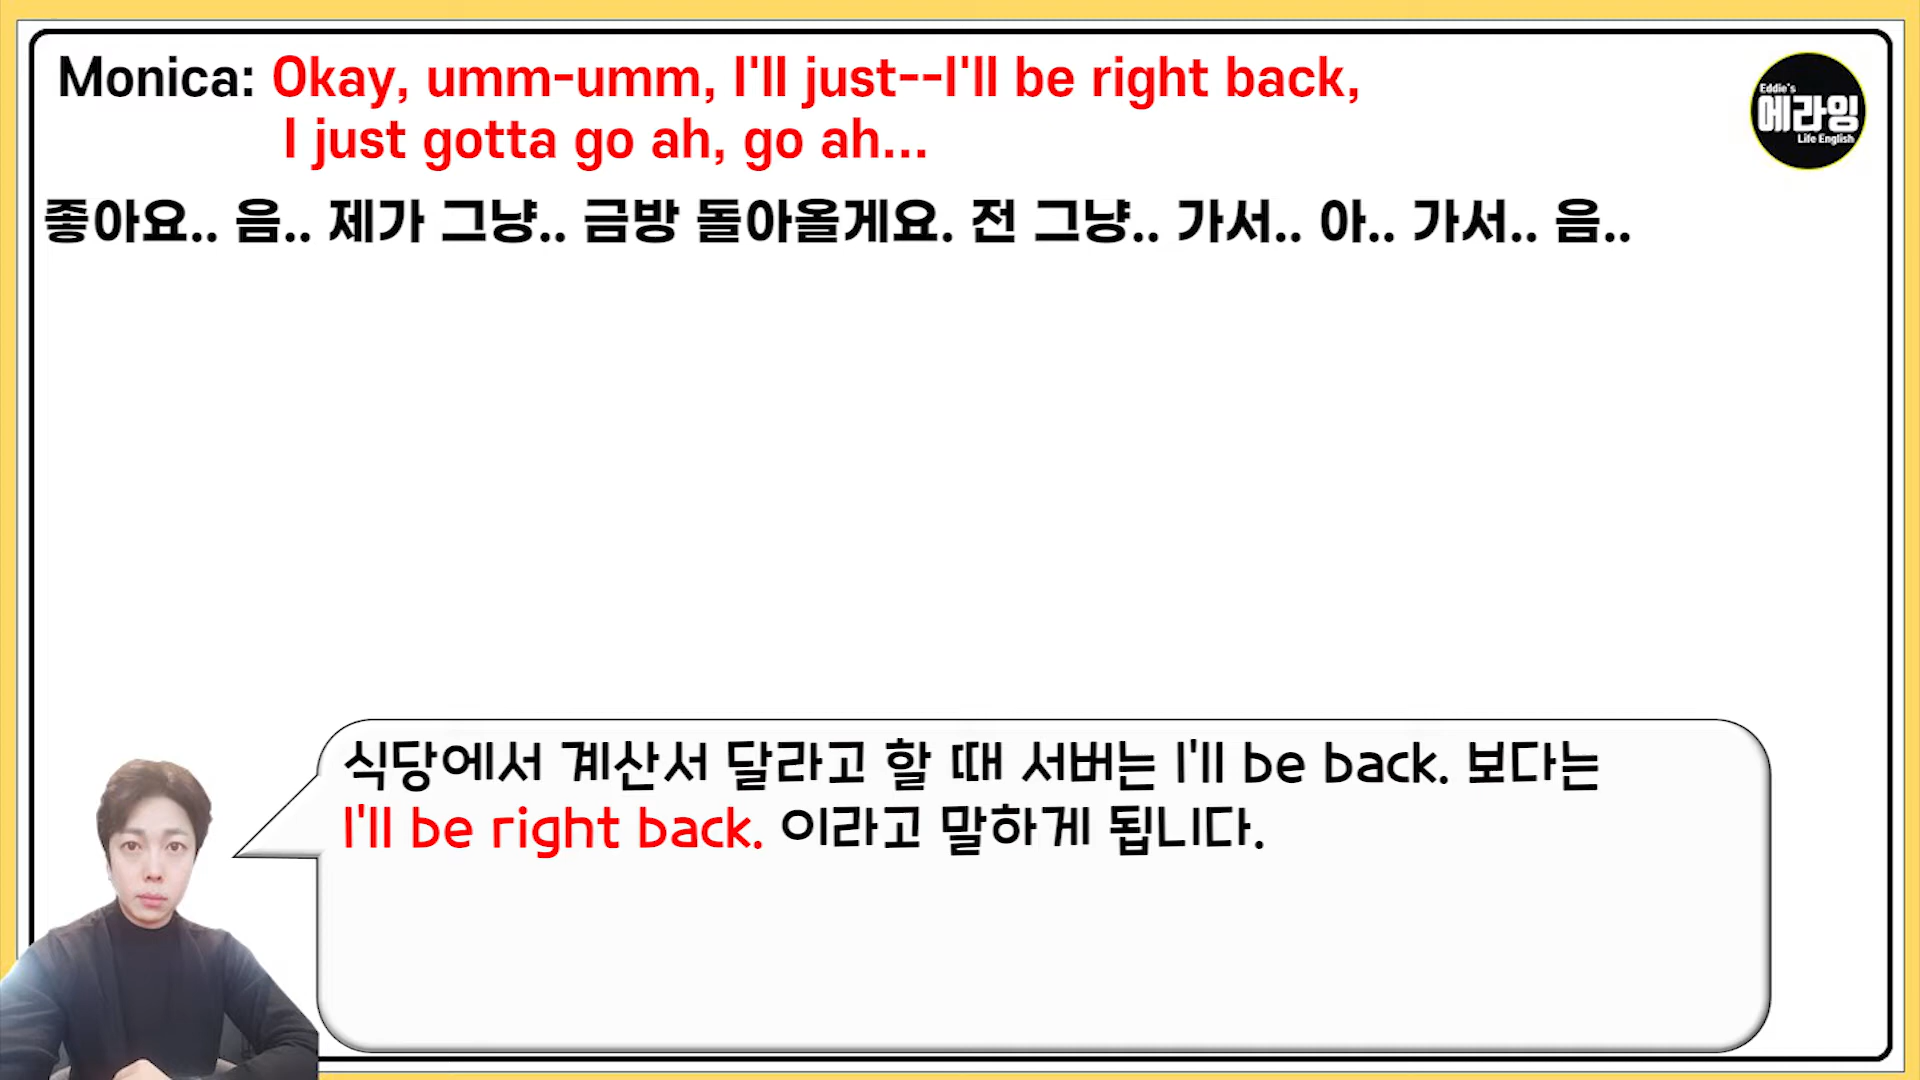 Monica: Okay, umm-umm, I'll just--I'll be right back,
I just gotta go ah, go ah...
Eddie's
에라잉
Life English
좋아요.. 음.. 제가 그냥.. 금방 돌아올게요. 전 그냥.. 가서.. 아.. 가서.. 음..
식당에서 계산서 달라고 할 때 서버는 I'll be back. 보다는
I'll be right back. 이라고 말하게 됩니다.